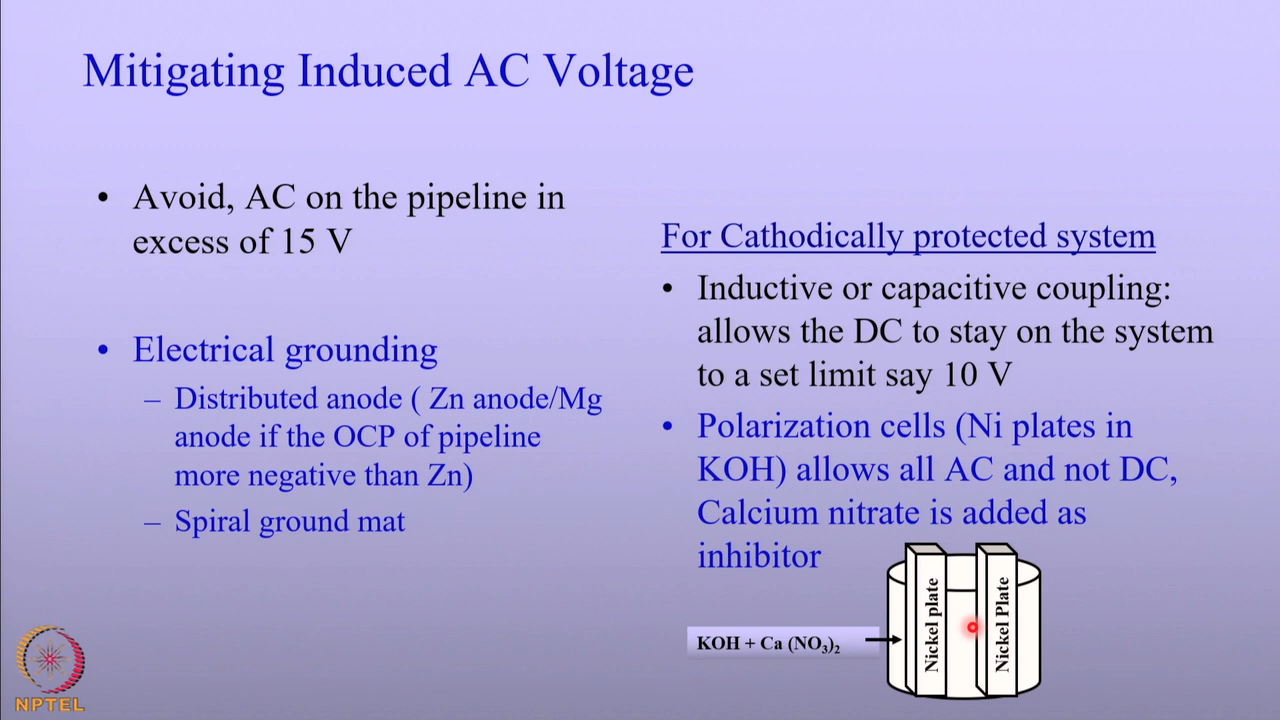 Mitigating Induced AC Voltage
• Avoid, AC on the pipeline in
excess of 15 V
• Electrical grounding
– Distributed anode ( Zn anode/Mg
anode if the OCP of pipeline
more negative than Zn)
– Spiral ground mat
For Cathodically protected system
• Inductive or capacitive coupling:
allows the DC to stay on the system
to a set limit say 10 V
• Polarization cells (Ni plates in
KOH) allows all AC and not DC,
Calcium nitrate is added as
inhibitor
KOH + Ca (NO₃)₂
Nickel plate
Nickel Plate
NPTEL